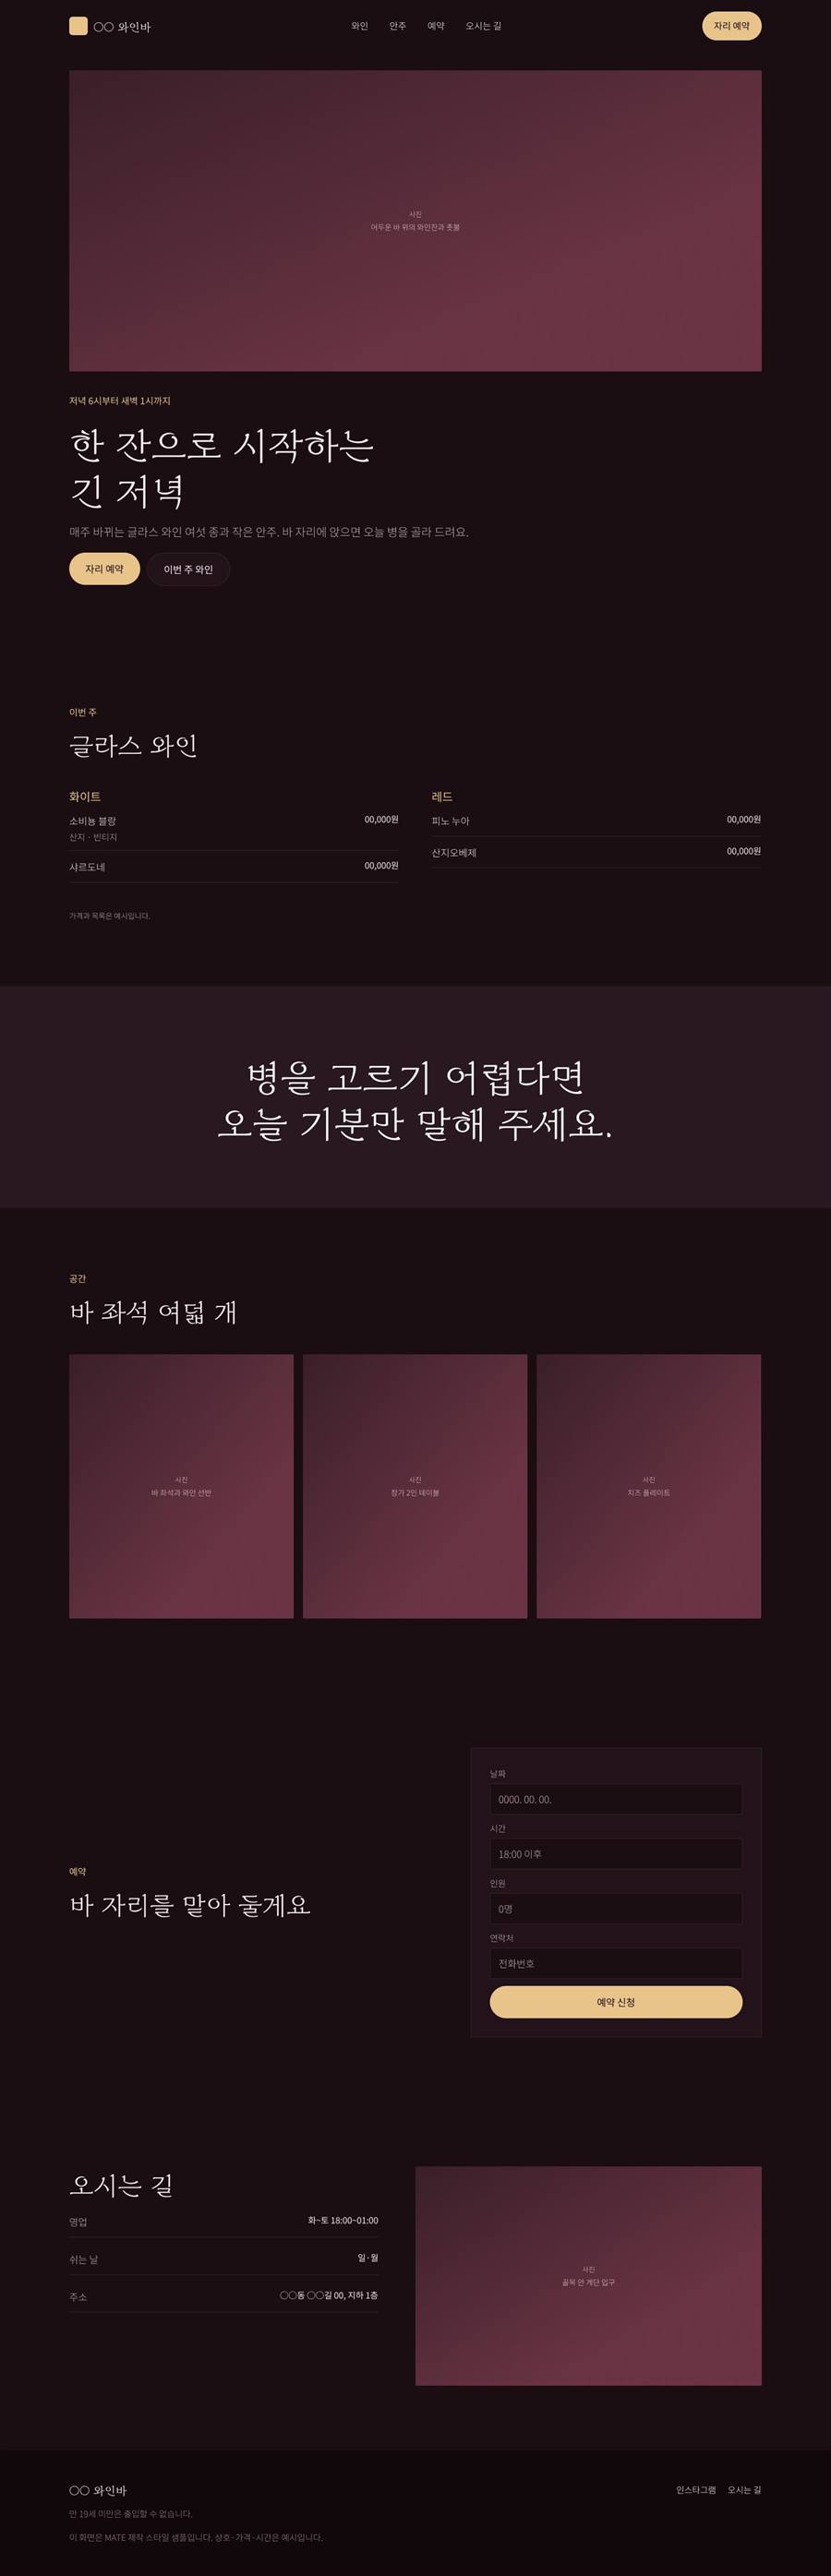 ○○ 와인바
와인 안주 예약 오시는 길
자리 예약
사진
어두운 바 위의 와인잔과 촛불
저녁 6시부터 새벽 1시까지
한 잔으로 시작하는
긴 저녁
매주 바뀌는 글라스 와인 여섯 종과 작은 안주. 바 자리에 앉으면 오늘 병을 골라 드려요.
자리 예약 이번 주 와인
이번 주
글라스 와인
화이트
소비뇽 블랑 00,000원
산지 · 빈티지
샤르도네 00,000원
레드
피노 누아 00,000원
산지오베제 00,000원
가격과 목록은 예시입니다.
병을 고르기 어렵다면
오늘 기분만 말해 주세요.
공간
바 좌석 여덟 개
사진
바 좌석과 와인 선반
사진
창가 2인 테이블
사진
치즈 플레이트
예약
바 자리를 맡아 둘게요
날짜
0000. 00. 00.
시간
18:00 이후
인원
0명
연락처
전화번호
예약 신청
오시는 길
영업 화~토 18:00~01:00
쉬는 날 일·월
주소 ○○동 ○○길 00, 지하 1층
사진
골목 안 계단 입구
○○ 와인바
인스타그램 오시는 길
만 19세 미만은 출입할 수 없습니다.
이 화면은 MATE 제작 스타일 샘플입니다. 상호·가격·시간은 예시입니다.